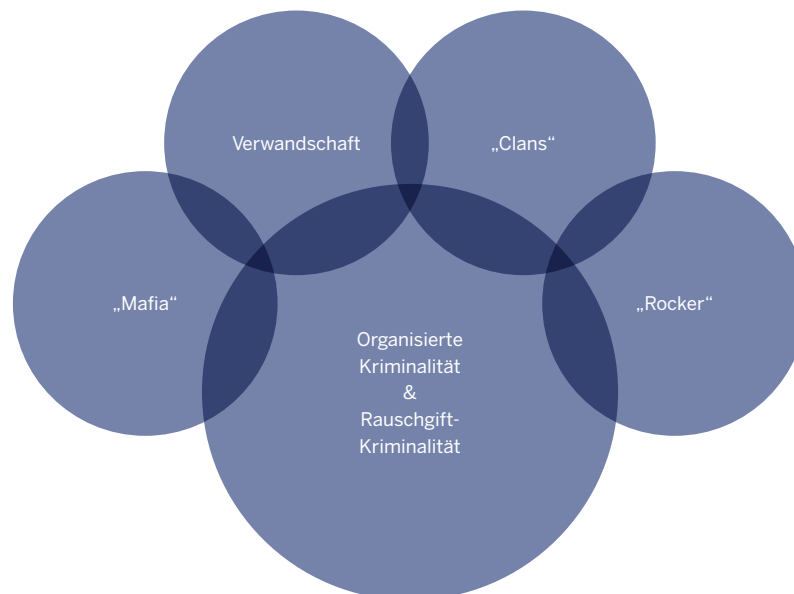 Verwandschaft
„Clans“
„Mafia“
„Rocker“
Organisierte
Kriminalität
&
Rauschgift-
Kriminalität